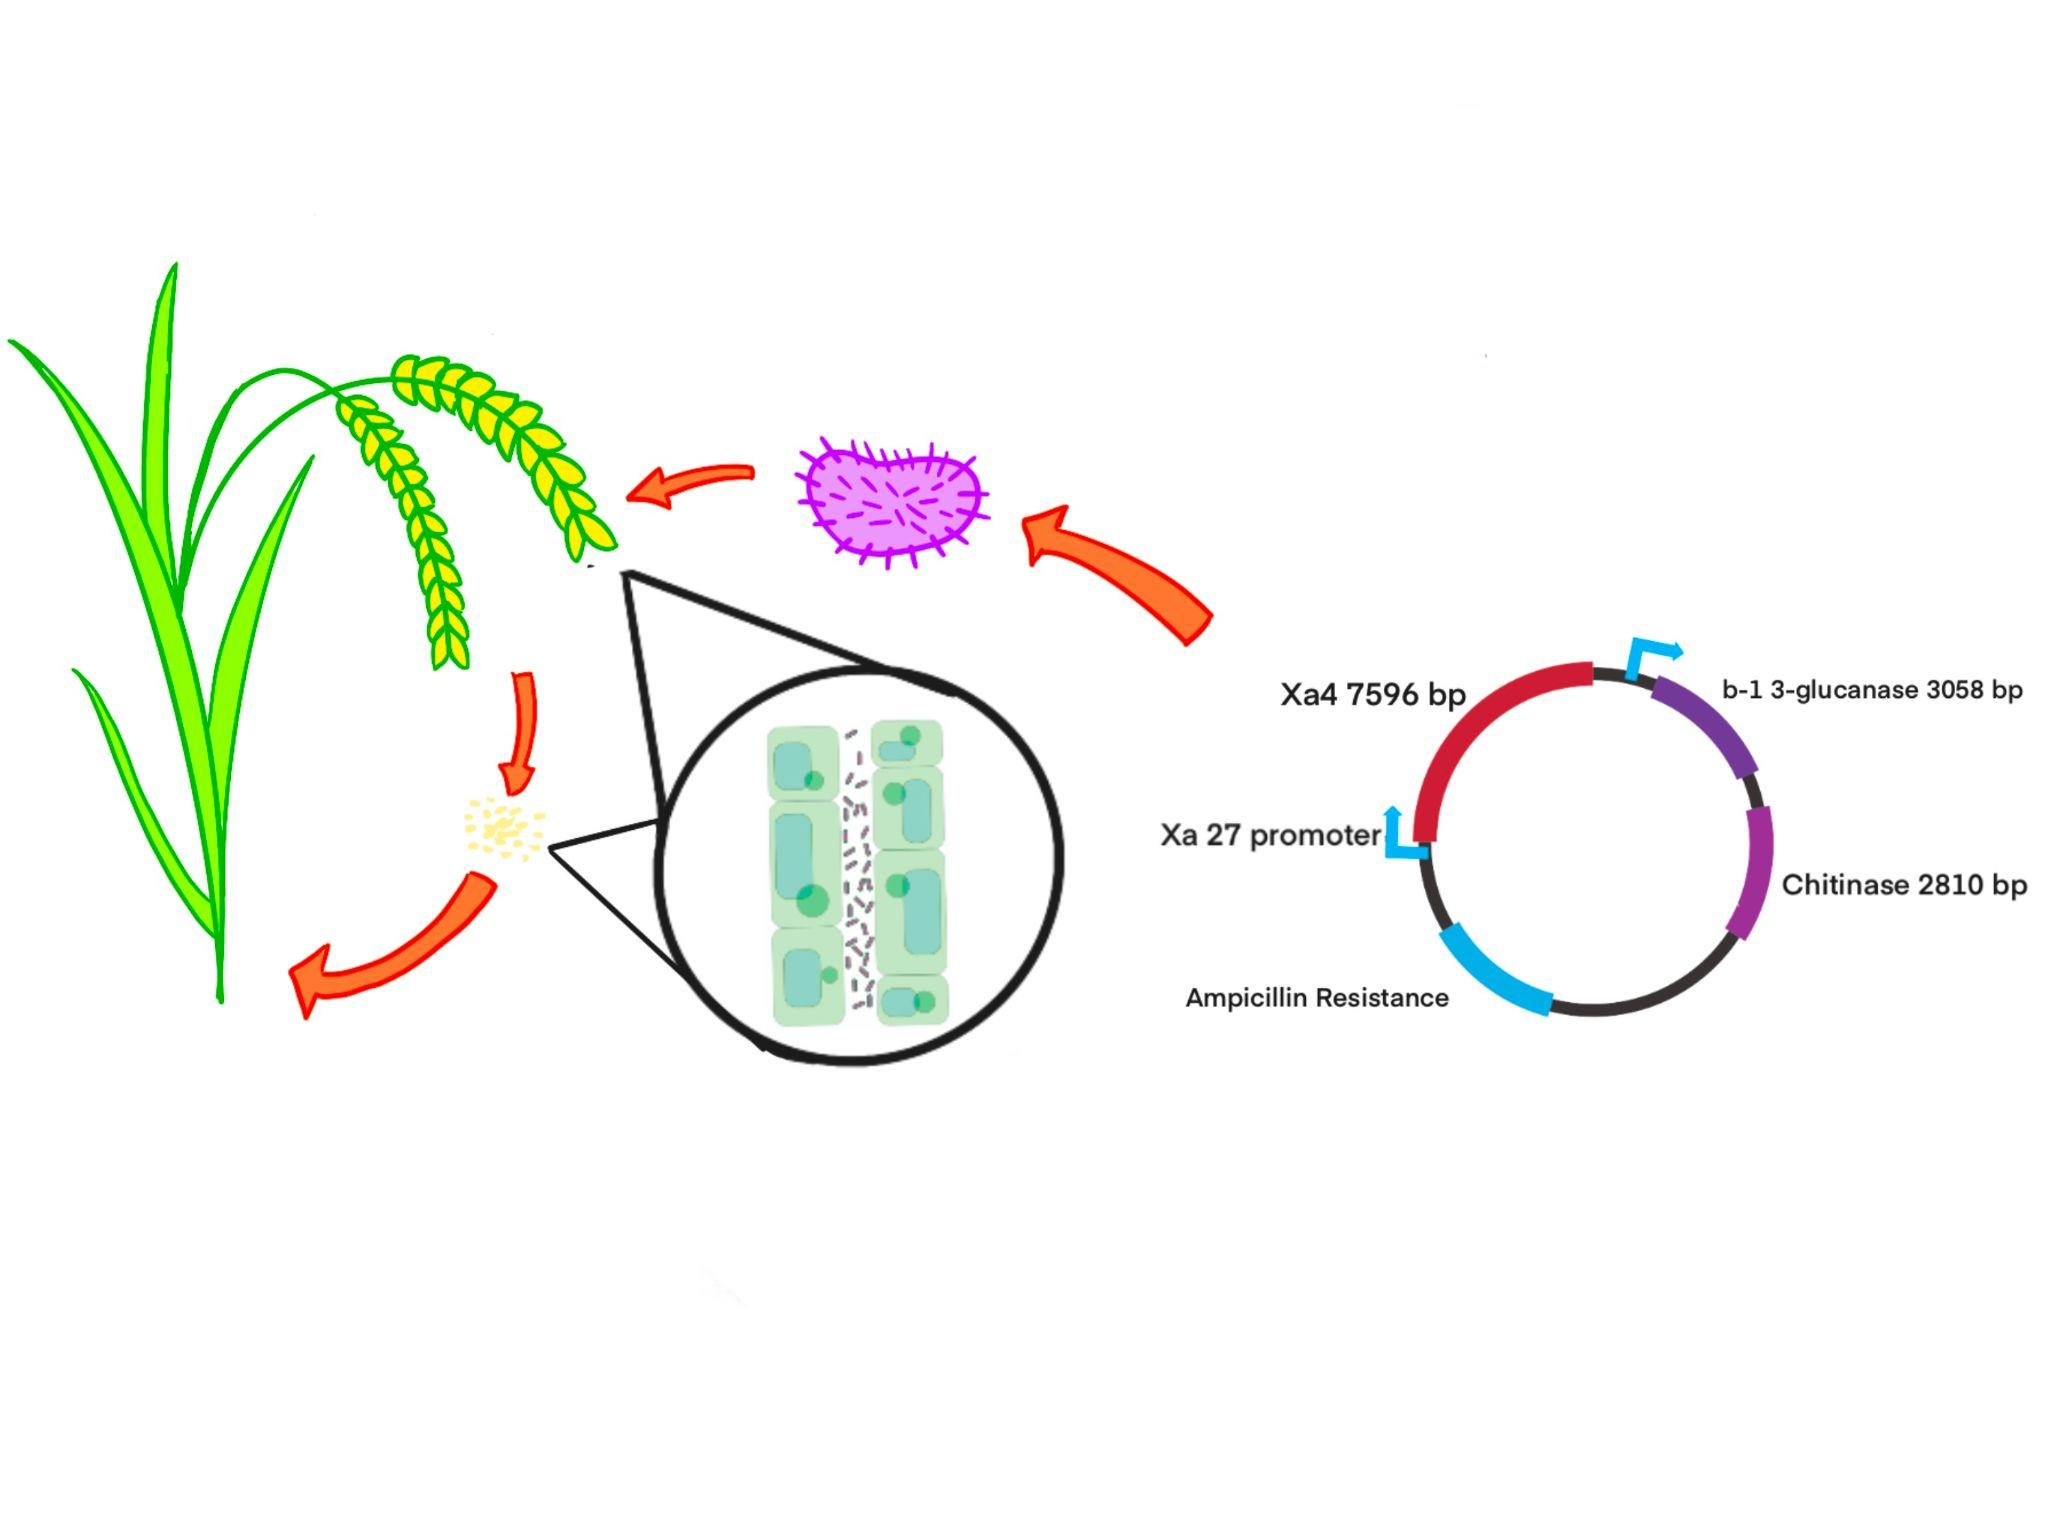 Xa4 7596 bp
b-1 3-glucanase 3058 bp
Xa 27 promoter
Chitinase 2810 bp
Ampicillin Resistance